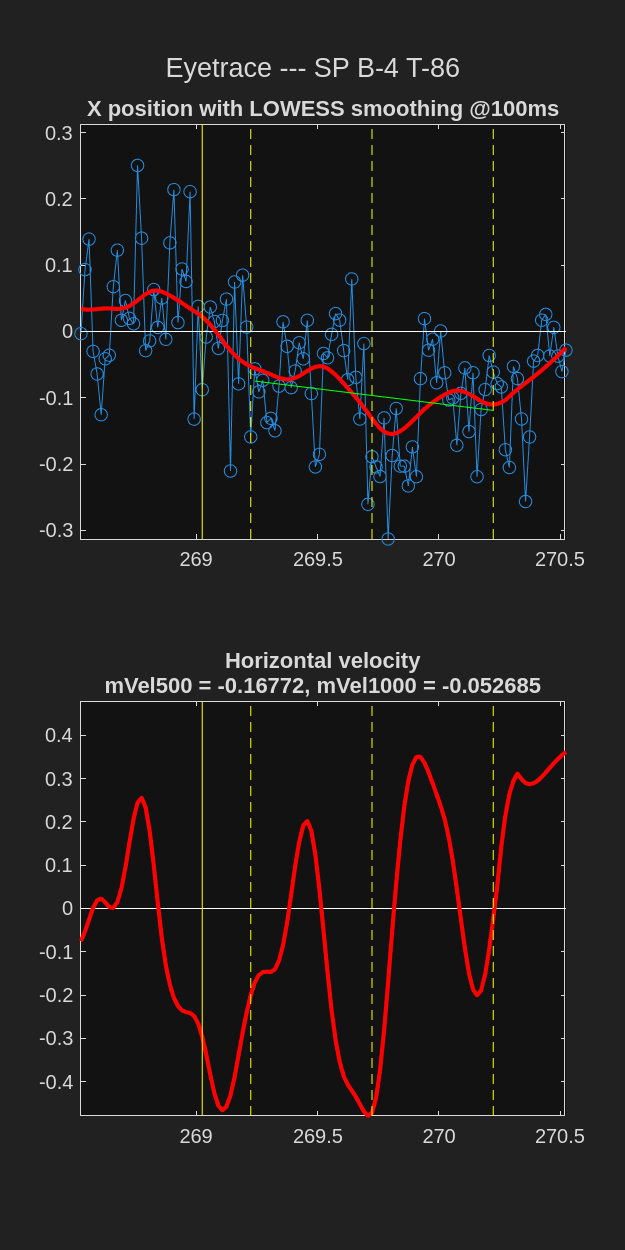 Eyetrace --- SP B-4 T-86
X position with LOWESS smoothing @100ms
0.3
0.2
0.1
0
-0.1
-0.2
-0.3
269 269.5 270 270.5
Horizontal velocity
mVel500 = -0.16772, mVel1000 = -0.052685
0.4
0.3
0.2
0.1
0
-0.1
-0.2
-0.3
-0.4
269 269.5 270 270.5